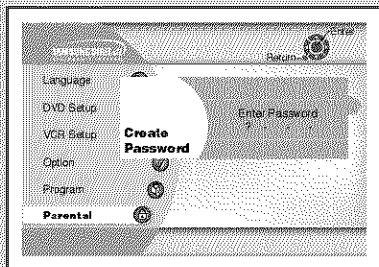 Enter
Return
Language
DVD Setup
VCR Setup
Option
Program
Parental
Create
Password
Enter Password
?